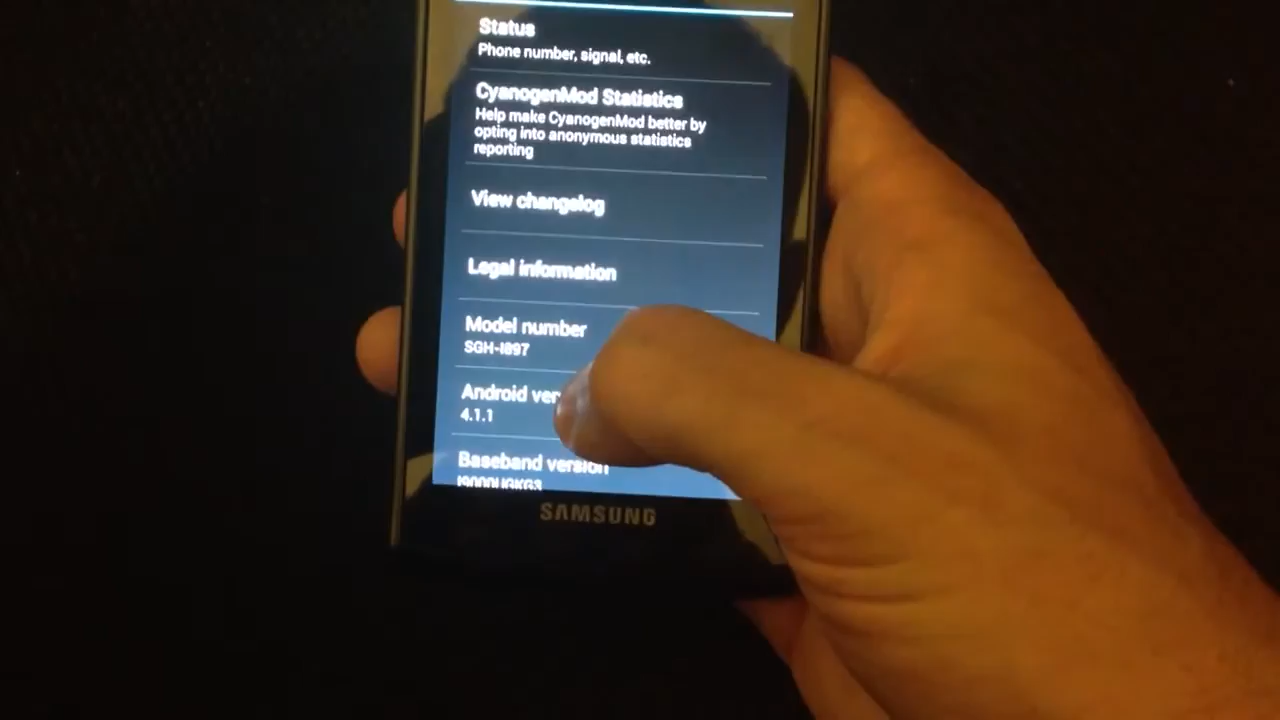 Status
Phone number, signal, etc.
CyanogenMod Statistics
Help make CyanogenMod better by
opting into anonymous statistics
reporting
View changelog
Legal information
Model number
SGH-I897
Android ver
4.1.1
Baseband version
I9000UGKG3
SAMSUNG